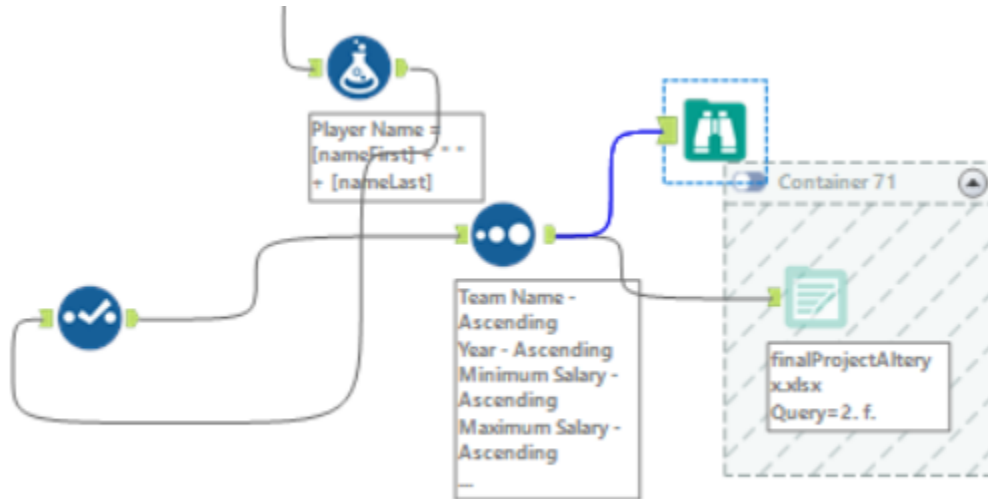 Player Name =
[nameFirst] + " "
+ [nameLast]
Container 71
Team Name -
Ascending
Year - Ascending
Minimum Salary -
Ascending
Maximum Salary -
Ascending
...
finalProjectAltery
x.xlsx
Query=2. f.